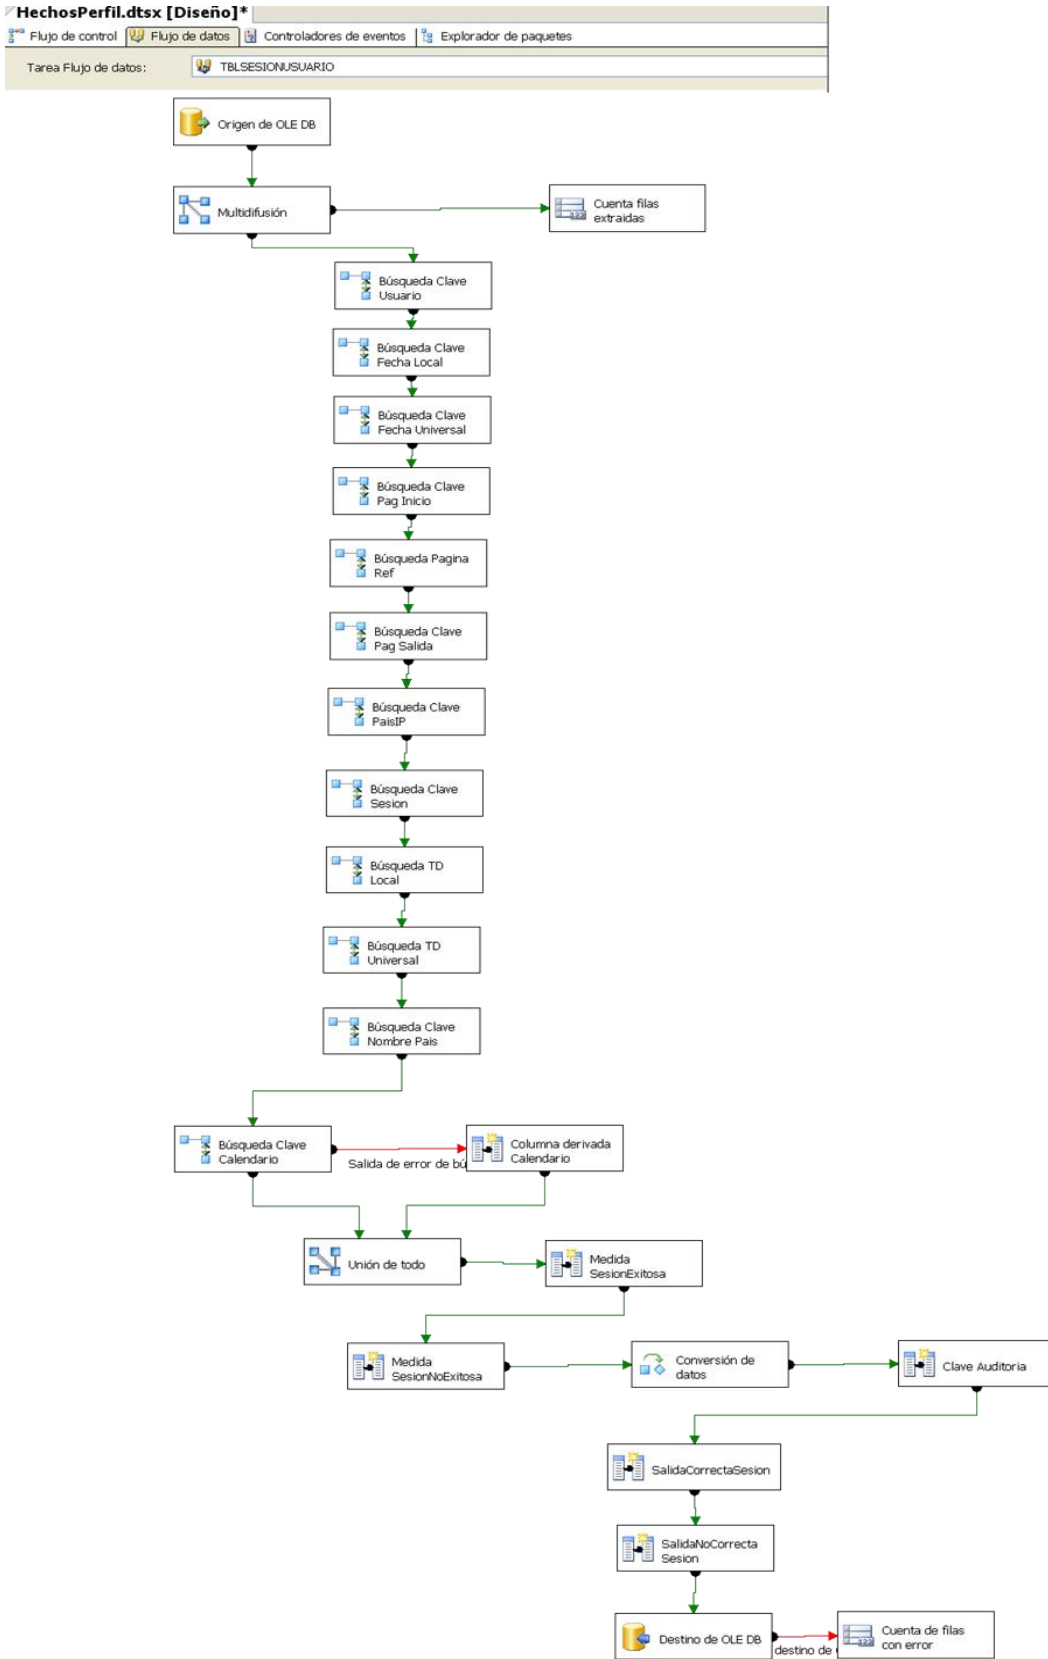 HechosPerfil.dtsx [Diseño]*
Flujo de control Flujo de datos Controladores de eventos Explorador de paquetes
Tarea Flujo de datos: TBLSESIONUSUARIO
Origen de OLE DB
Multidifusión
Cuenta filas
extraidas
Búsqueda Clave
Usuario
Búsqueda Clave
Fecha Local
Búsqueda Clave
Fecha Universal
Búsqueda Clave
Pag Inicio
Búsqueda Pagina
Ref
Búsqueda Clave
Pag Salida
Búsqueda Clave
PaisIP
Búsqueda Clave
Sesion
Búsqueda TD
Local
Búsqueda TD
Universal
Búsqueda Clave
Nombre Pais
Búsqueda Clave
Calendario
Salida de error de bú
Columna derivada
Calendario
Unión de todo
Medida
SesionExitosa
Medida
SesionNoExitosa
Conversión de
datos
Clave Auditoria
SalidaCorrectaSesion
SalidaNoCorrecta
Sesion
Destino de OLE DB
destino de
Cuenta de filas
con error